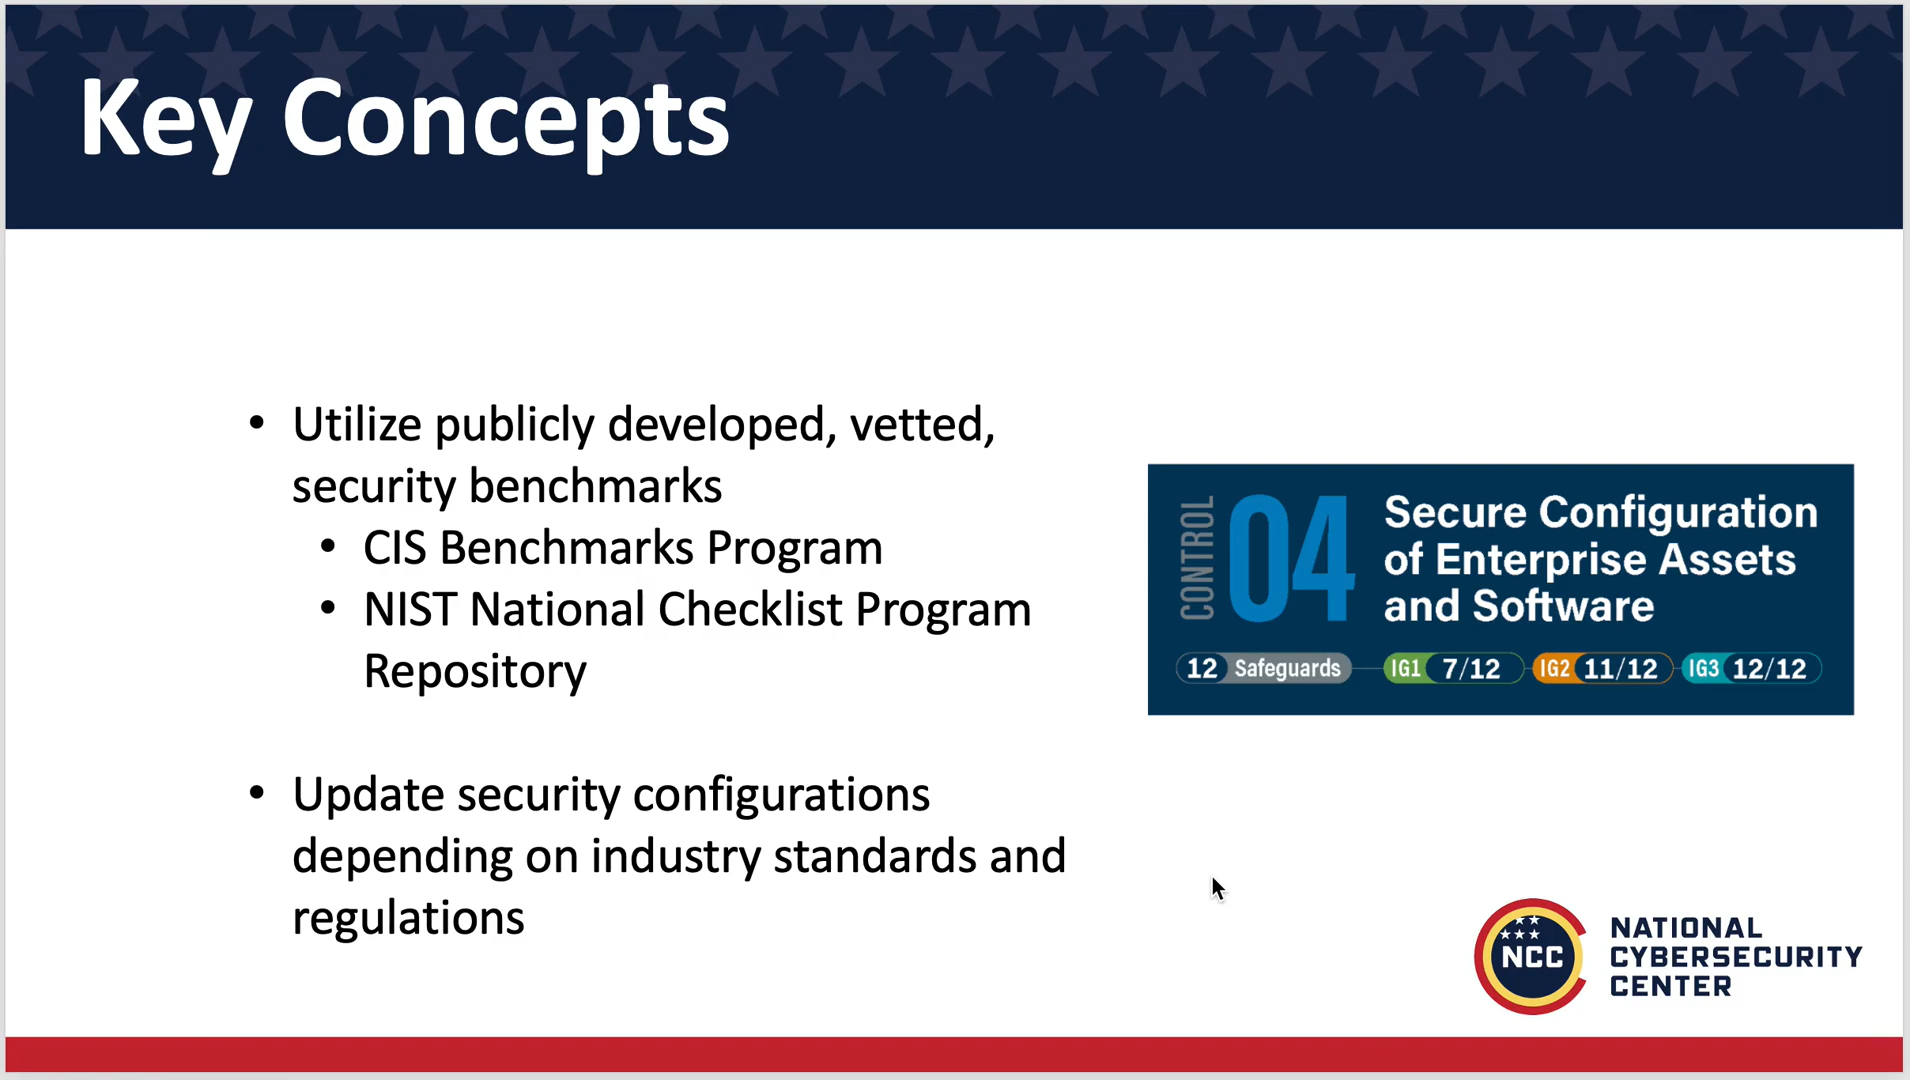 Key Concepts
• Utilize publicly developed, vetted,
security benchmarks
• CIS Benchmarks Program
• NIST National Checklist Program
Repository
• Update security configurations
depending on industry standards and
regulations
CONTROL
04
Secure Configuration
of Enterprise Assets
and Software
12 Safeguards IG1 7/12 IG2 11/12 IG3 12/12
NCC
NATIONAL
CYBERSECURITY
CENTER